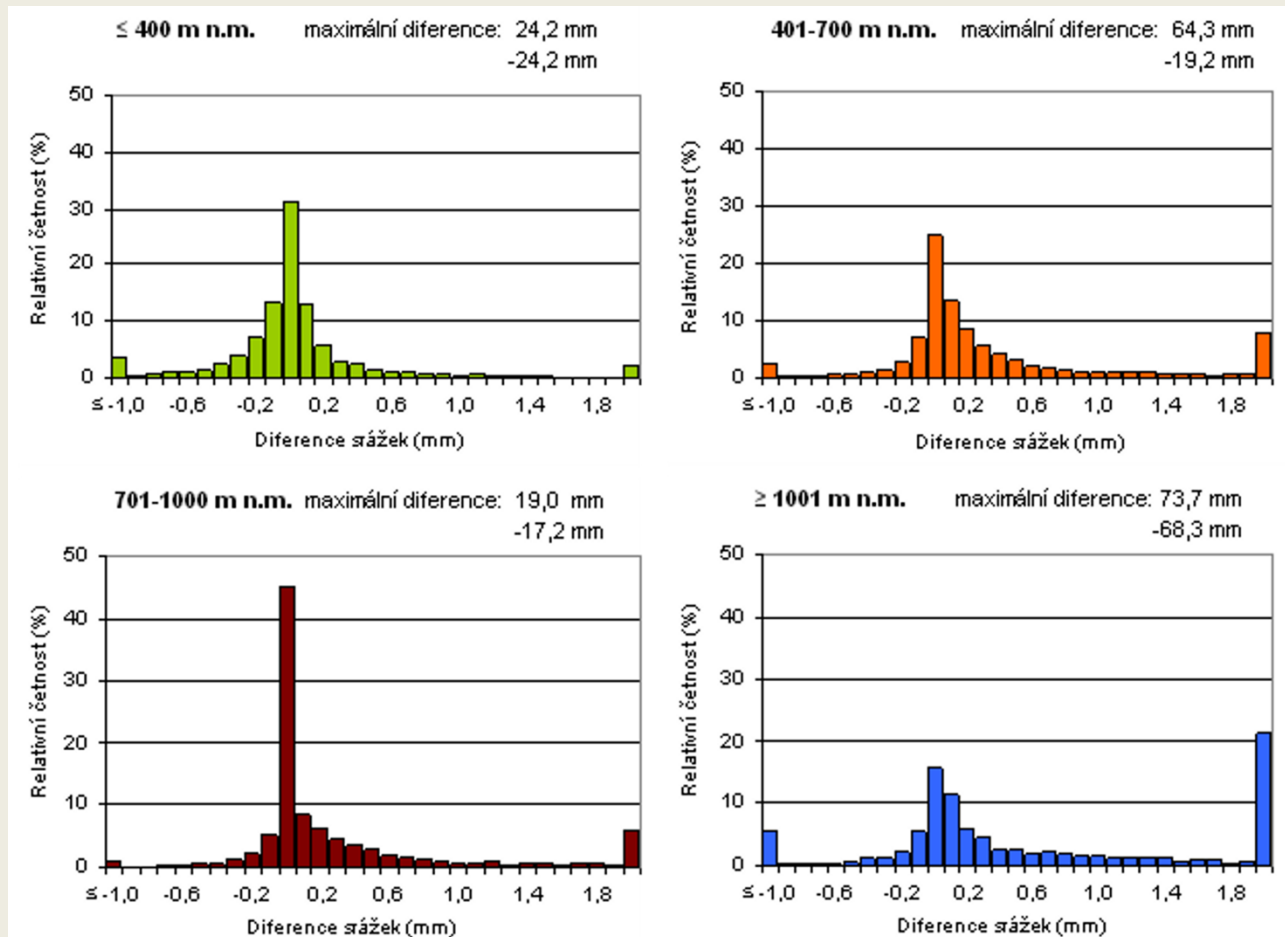 ≤ 400 m n.m. maximální diference: 24,2 mm
-24,2 mm
50
40
30
20
10
0
Relativní četnost (%)
≤ -1,0 -0,6 -0,2 0,2 0,6 1,0 1,4 1,8
Diference srážek (mm)
401-700 m n.m. maximální diference: 64,3 mm
-19,2 mm
50
40
30
20
10
0
Relativní četnost (%)
≤ -1,0 -0,6 -0,2 0,2 0,6 1,0 1,4 1,8
Diference srážek (mm)
701-1000 m n.m. maximální diference: 19,0 mm
-17,2 mm
50
40
30
20
10
0
Relativní četnost (%)
≤ -1,0 -0,6 -0,2 0,2 0,6 1,0 1,4 1,8
Diference srážek (mm)
≥ 1001 m n.m. maximální diference: 73,7 mm
-68,3 mm
50
40
30
20
10
0
Relativní četnost (%)
≤ -1,0 -0,6 -0,2 0,2 0,6 1,0 1,4 1,8
Diference srážek (mm)